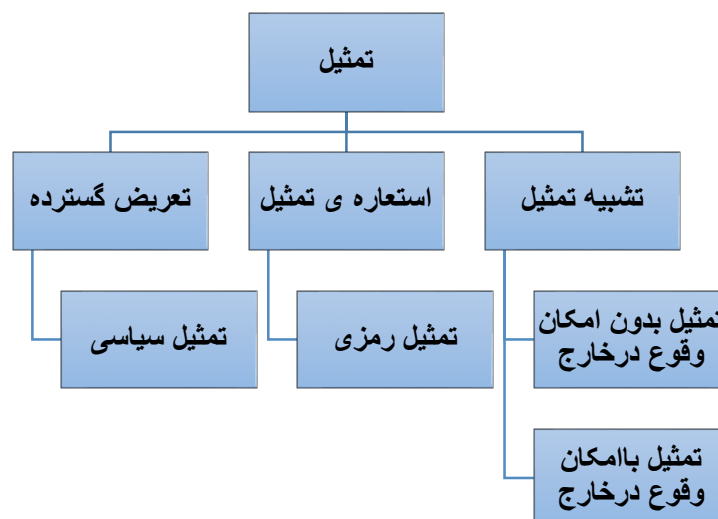 تمثیل
تشبیه تمثیل
استعاره ی تمثیل
تعریض گسترده
تمثیل بدون امکان
وقوع درخارج
تمثیل رمزی
تمثیل سیاسی
تمثیل باامکان
وقوع درخارج